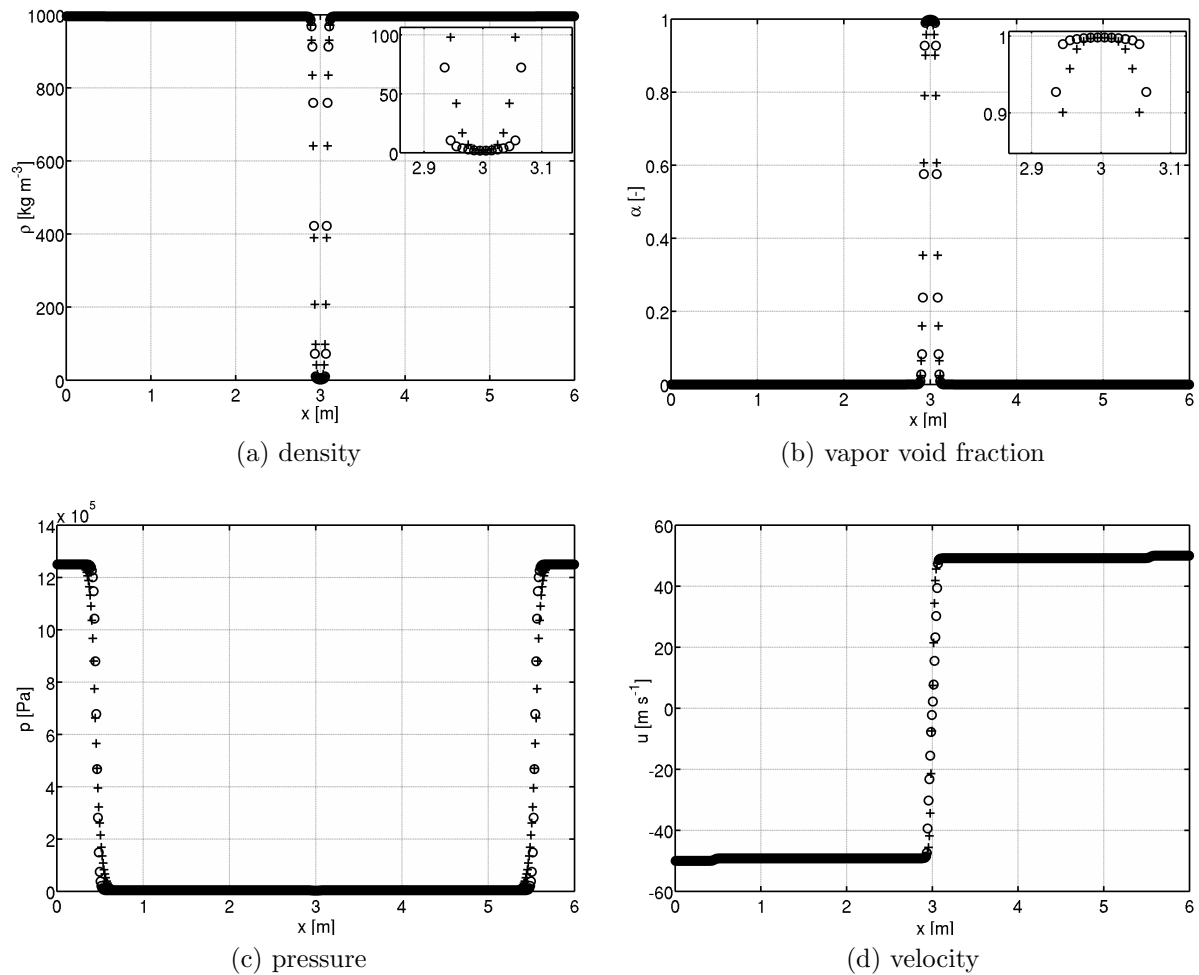 1000
800
600
400
200
0
ρ [kg m-3]
0 1 2 3 4 5 6
x [m]
100
50
0
2.9 3 3.1
(a) density
1
0.8
0.6
0.4
0.2
0
α [-]
0 1 2 3 4 5 6
x [m]
1
0.9
2.9 3 3.1
(b) vapor void fraction
x 10^5
14
12
10
8
6
4
2
0
p [Pa]
0 1 2 3 4 5 6
x [m]
(c) pressure
60
40
20
0
-20
-40
-60
u [m s-1]
0 1 2 3 4 5 6
x [m]
(d) velocity